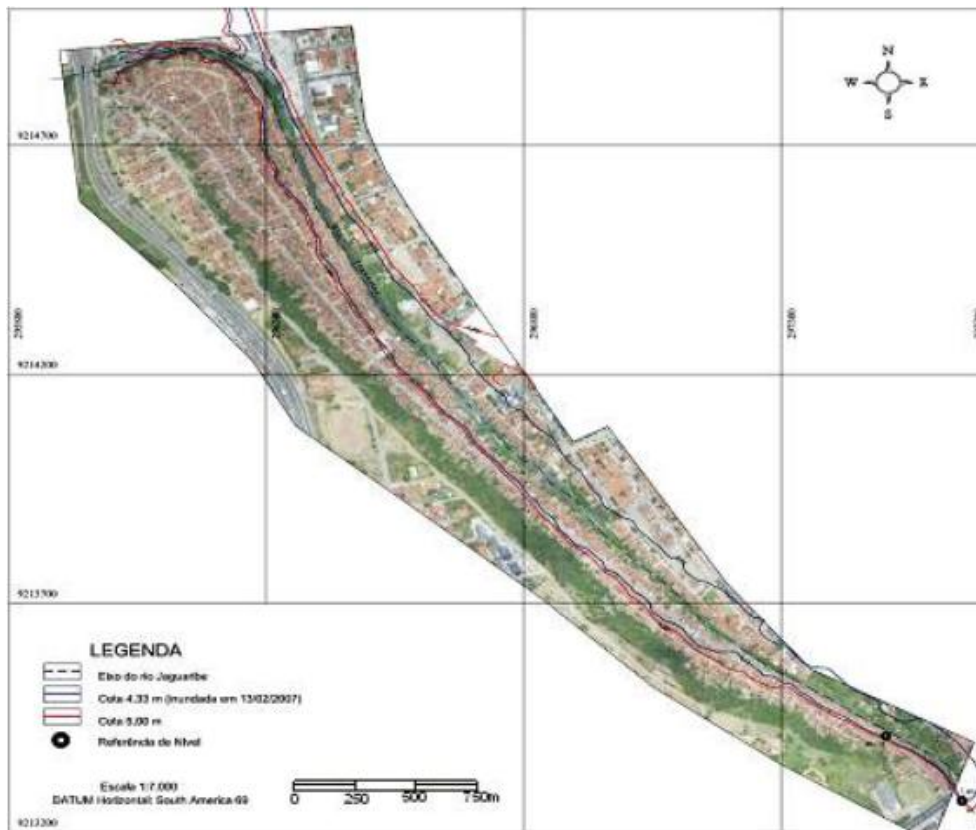 N
W E
S
9214700
9214200
9213700
9213200
296800
LEGENDA
Eixo do rio Jaguaribe
Cota 4.33 m (inundada em 13/02/2007)
Cota 5.00 m
Referência de Nível
Escala 1:7.000
DATUM Horizontal: South America-69
0 250 500 750m